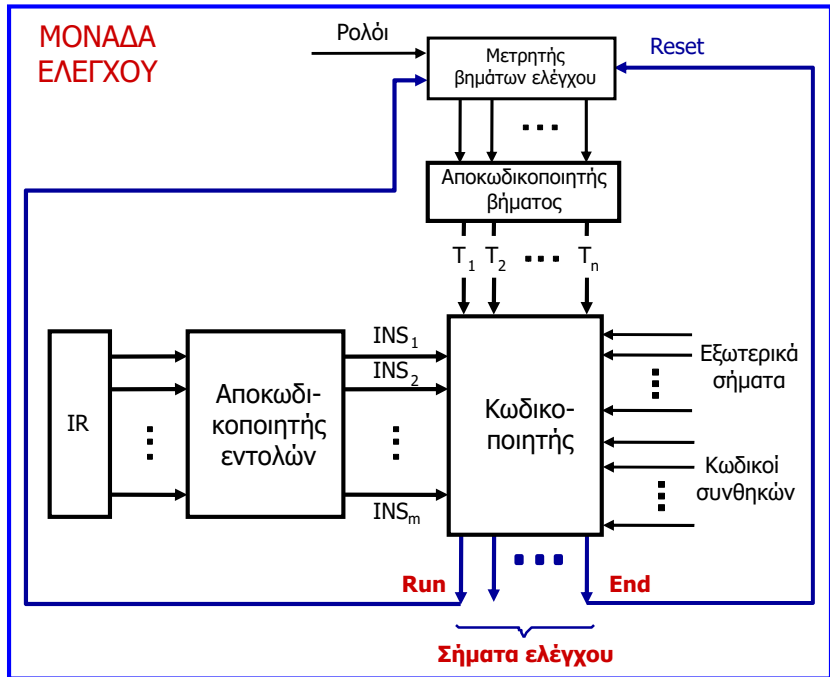 ΜΟΝΑΔΑ
ΕΛΕΓΧΟΥ
Ρολόι
Μετρητής
βημάτων ελέγχου
Reset
Αποκωδικοποιητής
βήματος
T1 T2 Tn
IR
Αποκωδι-
κοποιητής
εντολών
INS1
INS2
INSm
Κωδικο-
ποιητής
Εξωτερικά
σήματα
Κωδικοί
συνθηκών
Run
End
Σήματα ελέγχου